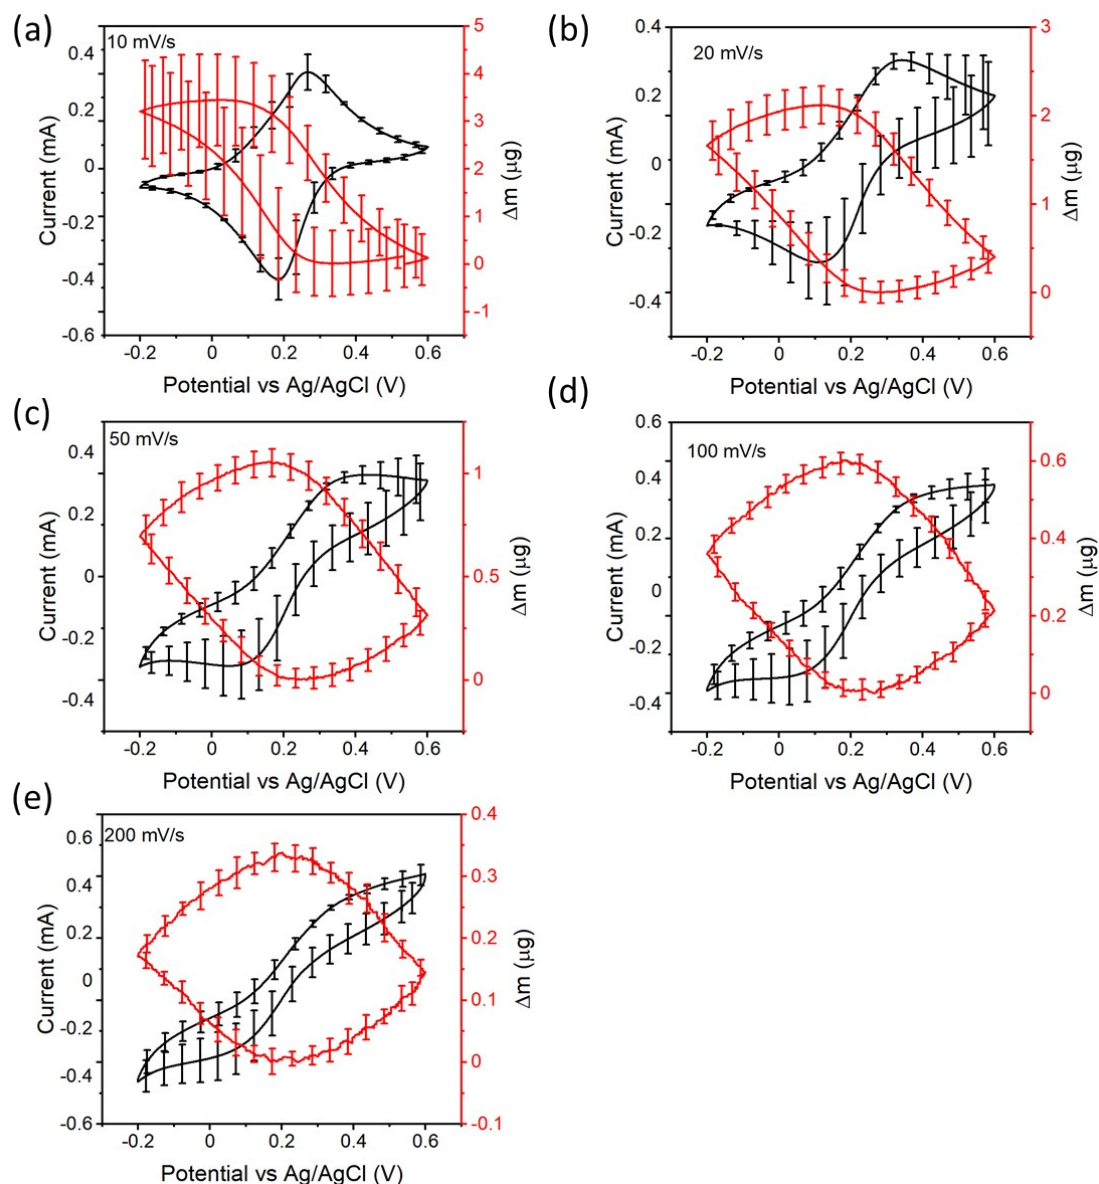 (a)
10 mV/s
0.4
0.2
0
-0.2
-0.4
-0.6
Current (mA)
5
4
3
2
1
0
-1
Δm (μg)
-0.2 0 0.2 0.4 0.6
Potential vs Ag/AgCl (V)
(b)
20 mV/s
0.4
0.2
0
-0.2
-0.4
Current (mA)
3
2
1
0
Δm (μg)
-0.2 0 0.2 0.4 0.6
Potential vs Ag/AgCl (V)
(c)
50 mV/s
0.4
0.2
0
-0.2
-0.4
Current (mA)
1
0.5
0
Δm (μg)
-0.2 0 0.2 0.4 0.6
Potential vs Ag/AgCl (V)
(d)
100 mV/s
0.6
0.4
0.2
0
-0.2
-0.4
Current (mA)
0.6
0.4
0.2
0
Δm (μg)
-0.2 0 0.2 0.4 0.6
Potential vs Ag/AgCl (V)
(e)
200 mV/s
0.6
0.4
0.2
0
-0.2
-0.4
-0.6
Current (mA)
0.4
0.3
0.2
0.1
0
-0.1
Δm (μg)
-0.2 0 0.2 0.4 0.6
Potential vs Ag/AgCl (V)